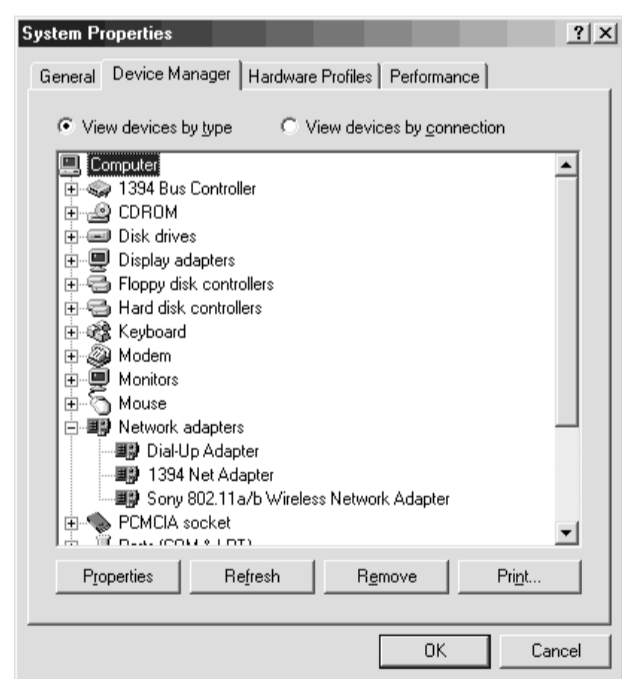 System Properties
General Device Manager Hardware Profiles Performance
View devices by type View devices by connection
Computer
1394 Bus Controller
CDROM
Disk drives
Display adapters
Floppy disk controllers
Hard disk controllers
Keyboard
Modem
Monitors
Mouse
Network adapters
Dial-Up Adapter
1394 Net Adapter
Sony 802.11a/b Wireless Network Adapter
PCMCIA socket
Ports (COM & LPT)
Properties Refresh Remove Print...
OK Cancel